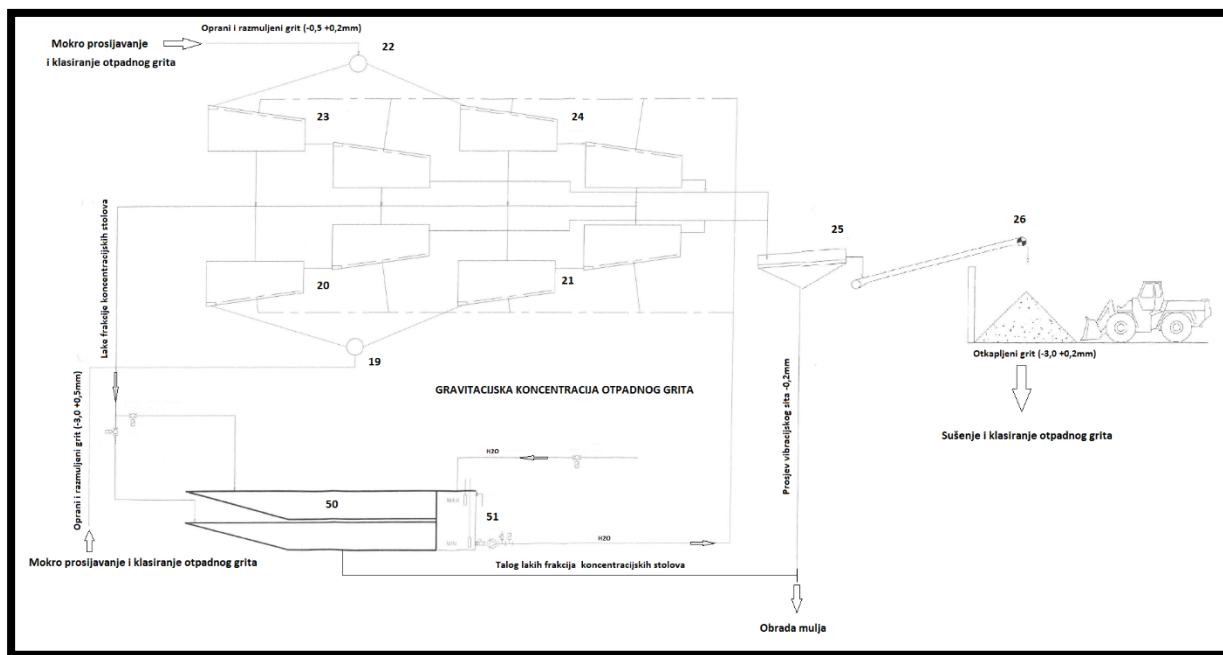 Oprani i razmuljeni grit (-0,5 +0,2mm)
Mokro prosijavanje
i klasiranje otpadnog grita
22
23
24
Lake frakcije koncentracijskih stolova
25
26
20
21
19
Otkapljeni grit (-3,0 +0,2mm)
GRAVITACIJSKA KONCENTRACIJA OTPADNOG GRITA
Prosjev vibracijskog sita -0,2mm
Sušenje i klasiranje otpadnog grita
Oprani i razmuljeni grit (-3,0 +0,5mm)
H2O
50
MAX
51
MIN
H2O
Mokro prosijavanje i klasiranje otpadnog grita
Talog lakih frakcija koncentracijskih stolova
Obrada mulja